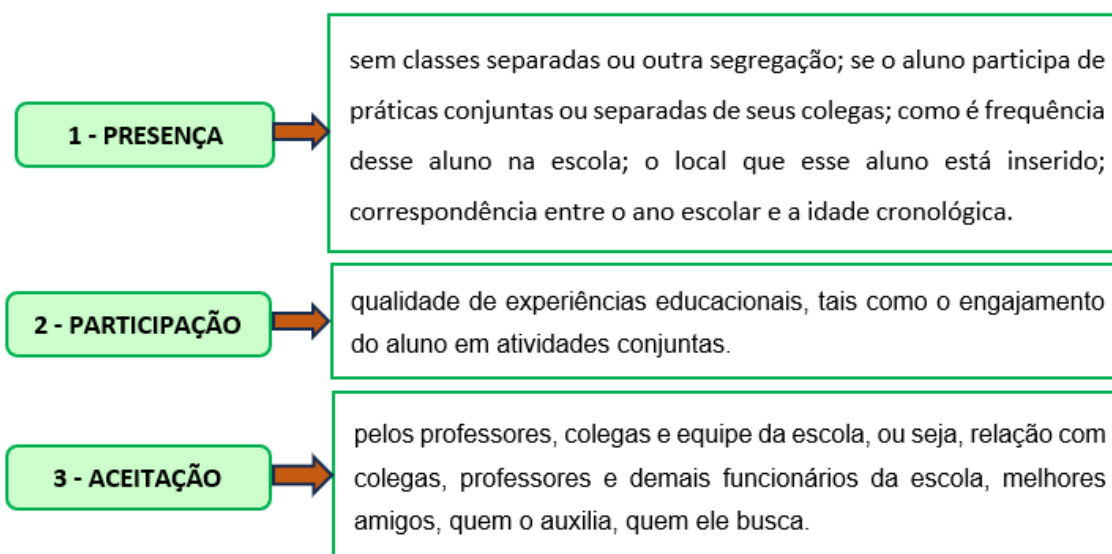 1 - PRESENÇA
sem classes separadas ou outra segregação; se o aluno participa de
práticas conjuntas ou separadas de seus colegas; como é frequência
desse aluno na escola; o local que esse aluno está inserido;
correspondência entre o ano escolar e a idade cronológica.
2 - PARTICIPAÇÃO
qualidade de experiências educacionais, tais como o engajamento
do aluno em atividades conjuntas.
3 - ACEITAÇÃO
pelos professores, colegas e equipe da escola, ou seja, relação com
colegas, professores e demais funcionários da escola, melhores
amigos, quem o auxilia, quem ele busca.